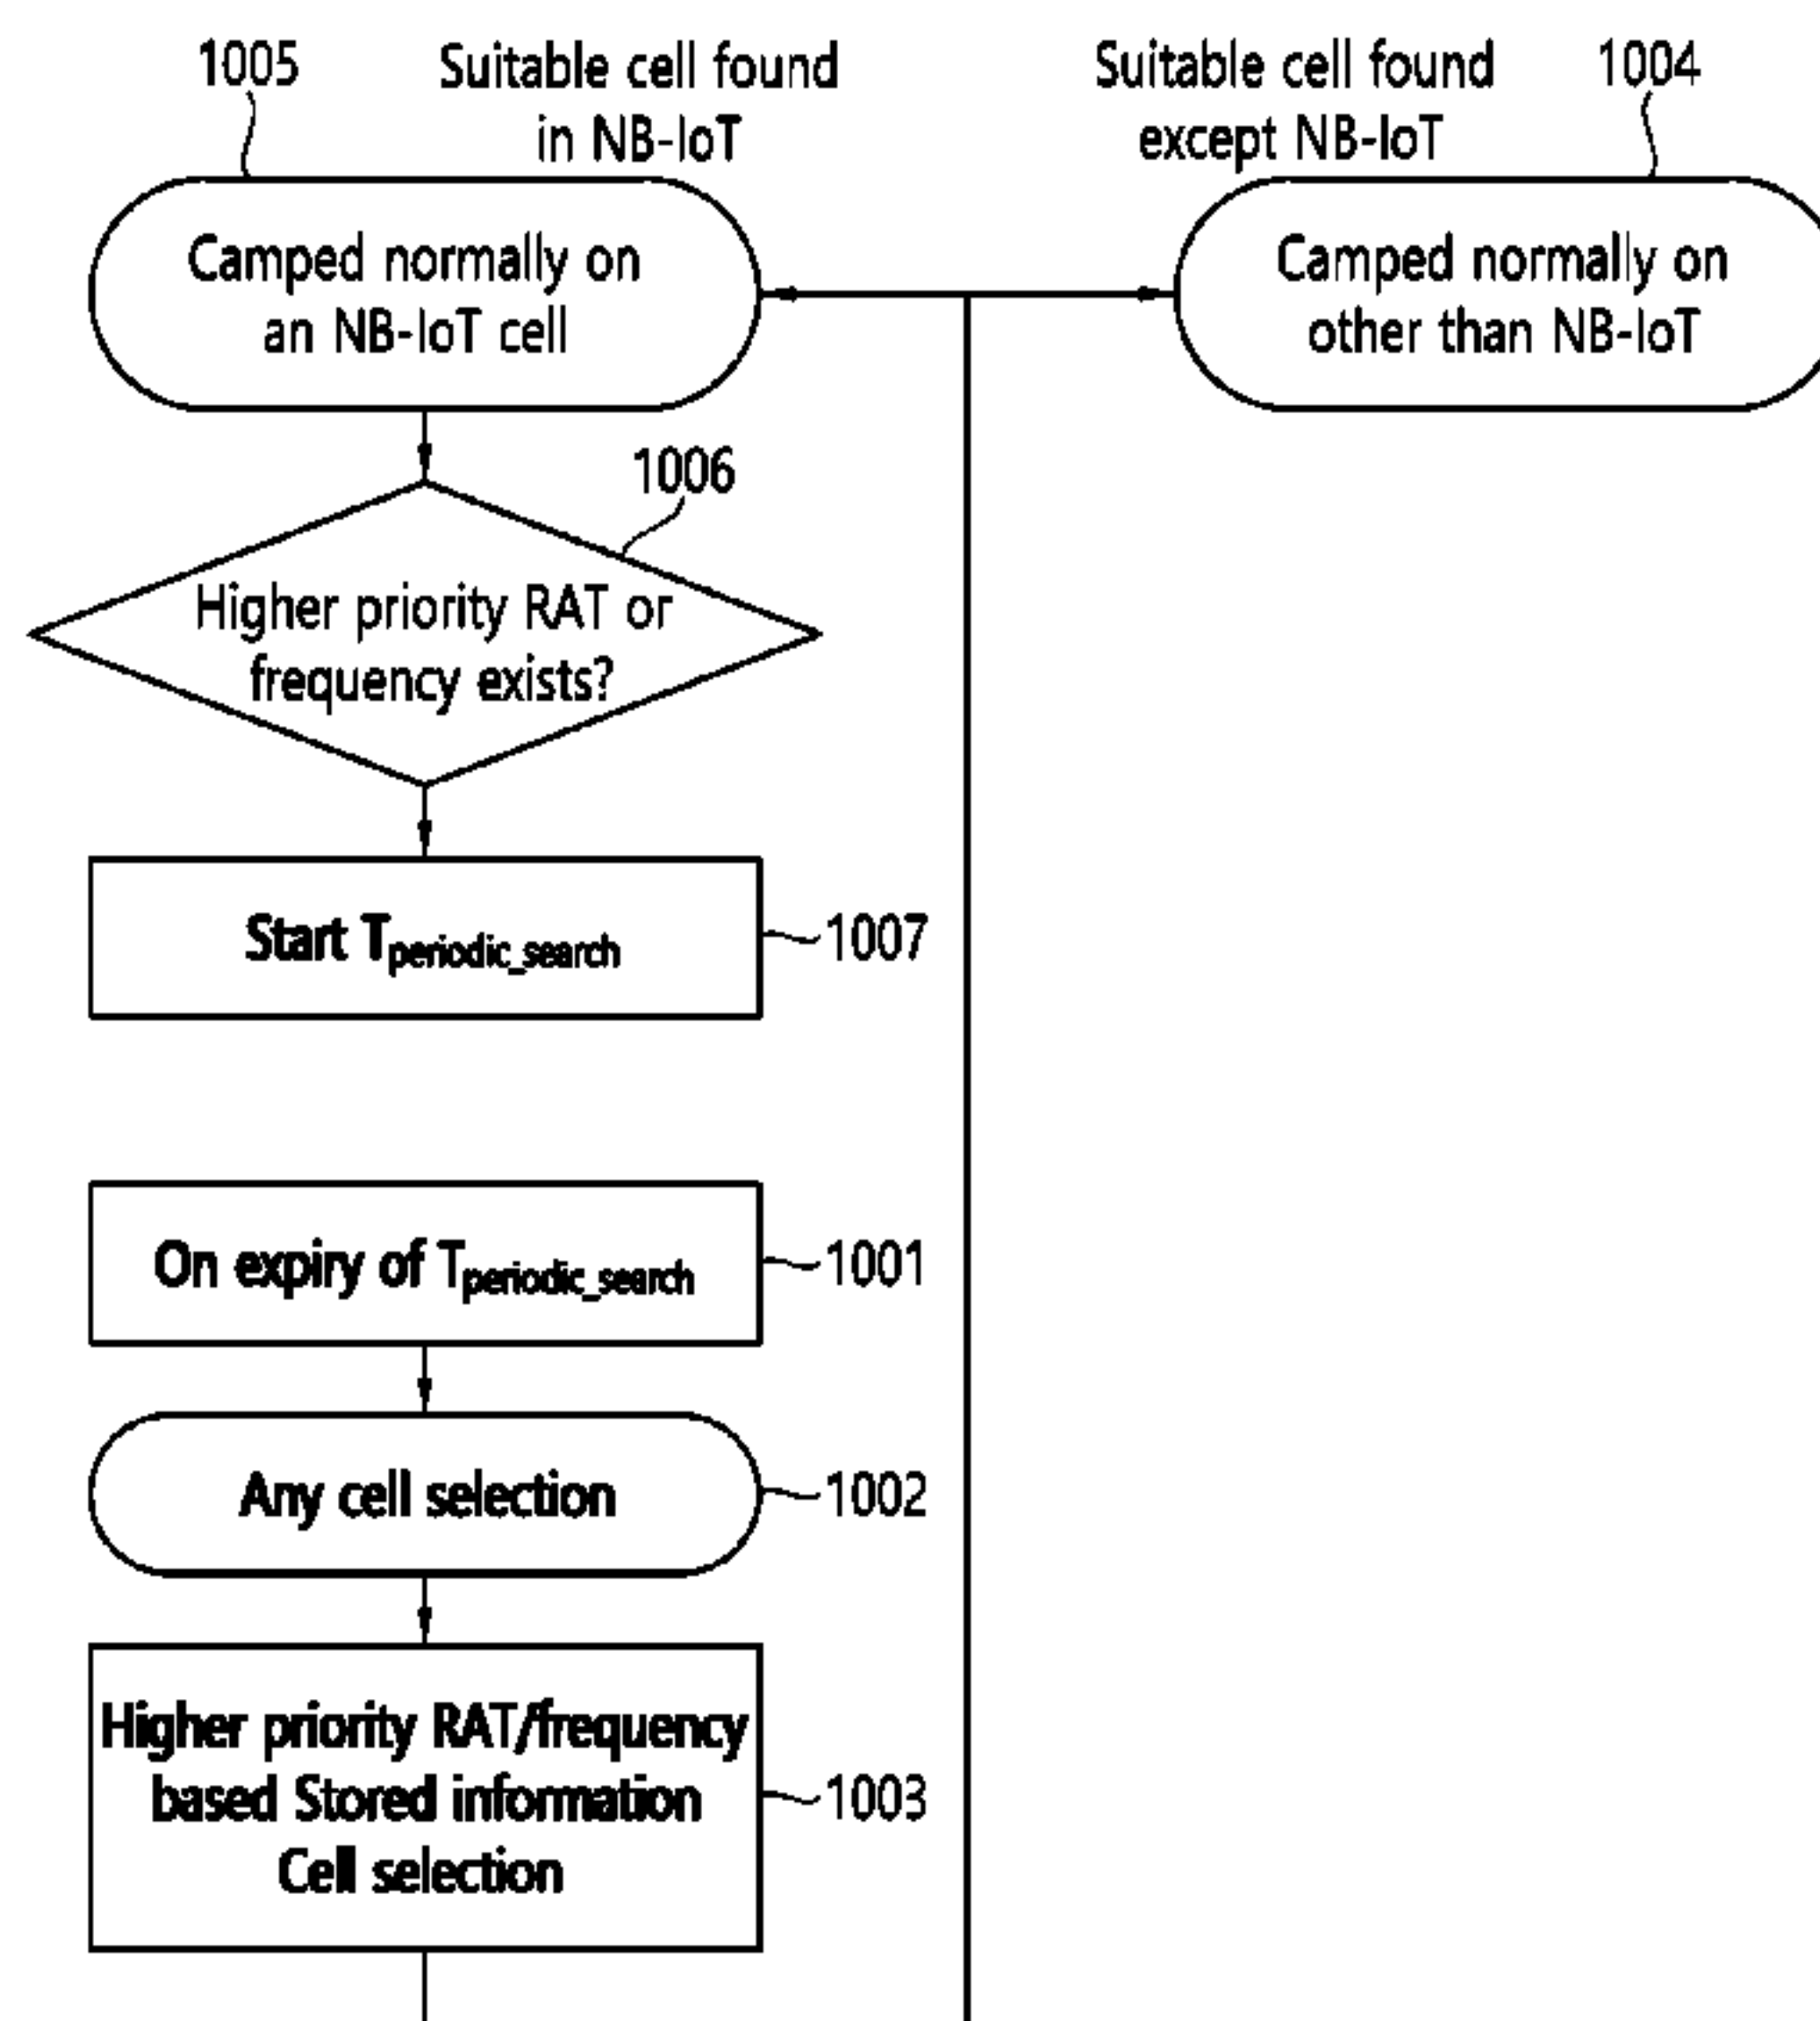 1005
Suitable cell found
in NB-IoT
Suitable cell found
except NB-IoT
1004
Camped normally on
an NB-IoT cell
Camped normally on
other than NB-IoT
1006
Higher priority RAT or
frequency exists?
Start Tperiodic_search
1007
On expiry of Tperiodic_search
1001
Any cell selection
1002
Higher priority RAT/frequency
based Stored information
Cell selection
1003